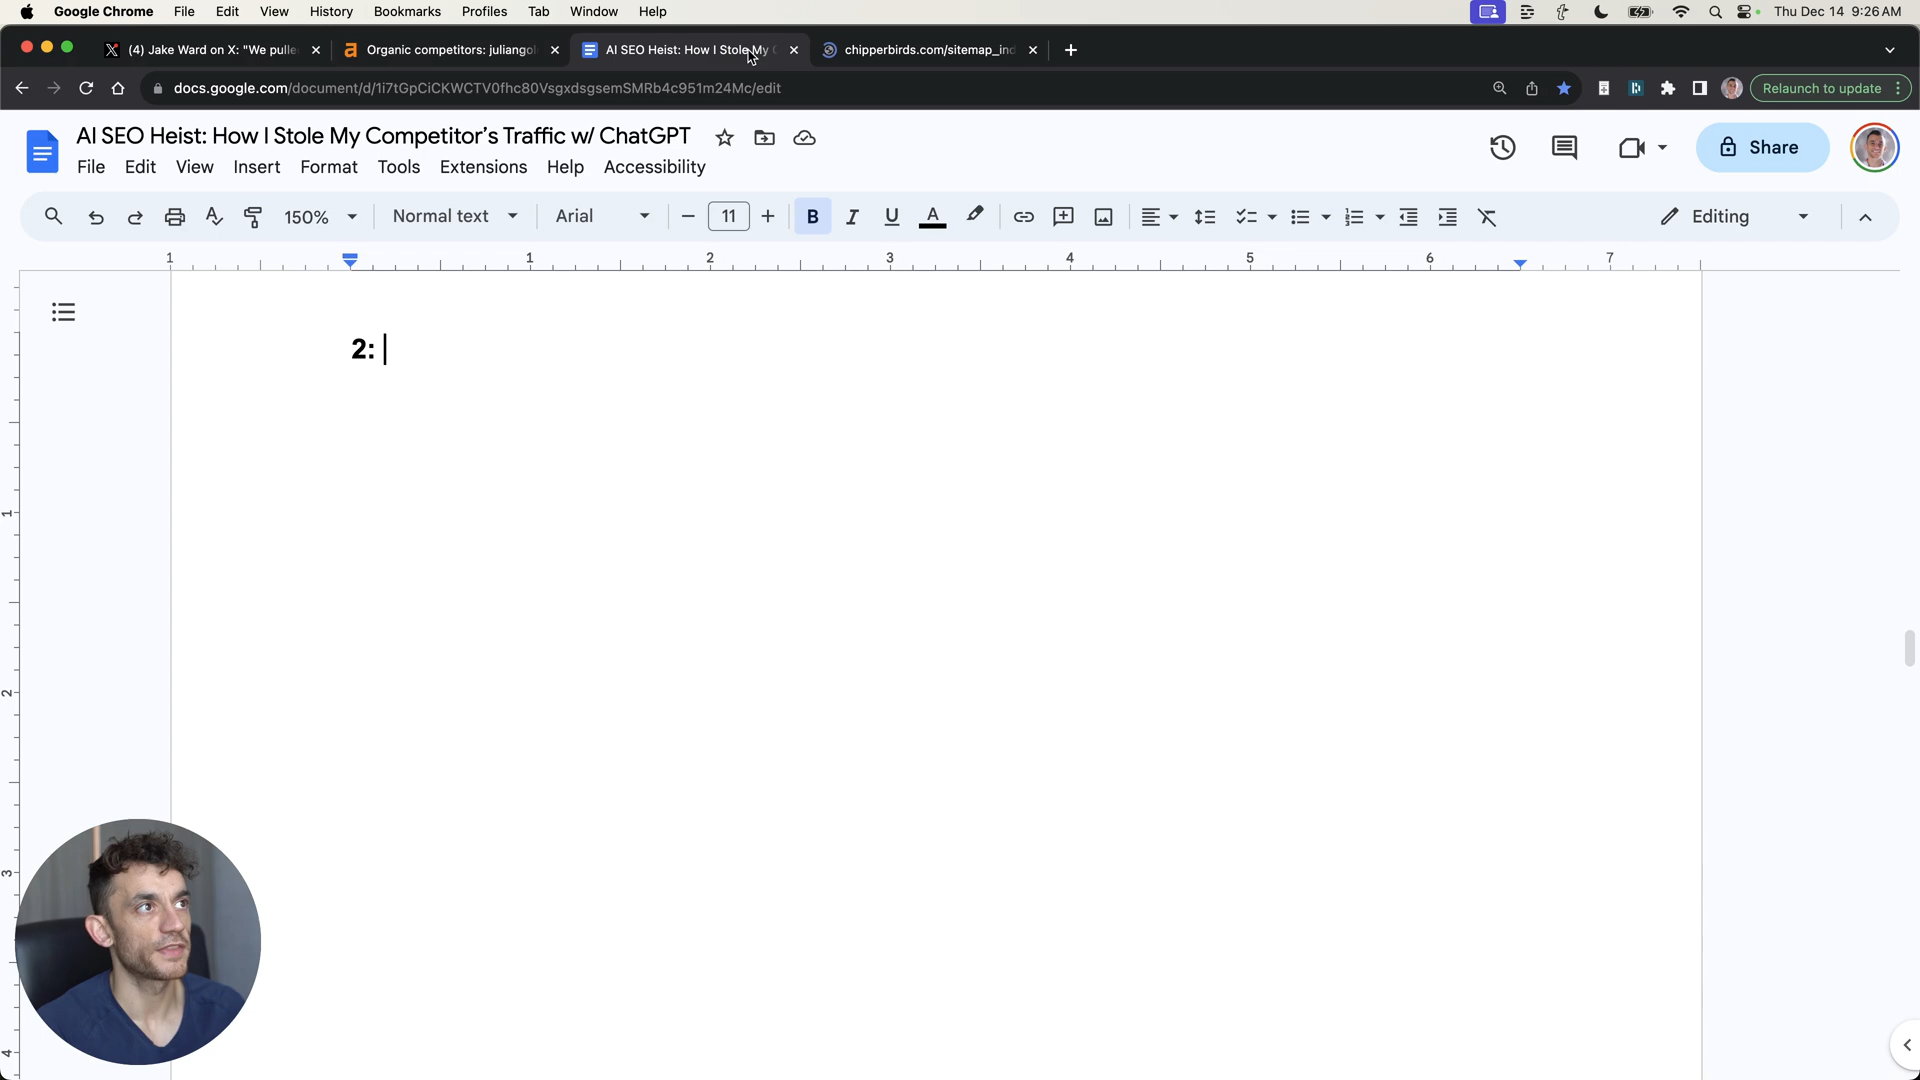 Google Chrome File Edit View History Bookmarks Profiles Tab Window Help Thu Dec 14 9:26 AM
(4) Jake Ward on X: "We pulle
Organic competitors: juliangol
AI SEO Heist: How I Stole My
chipperbirds.com/sitemap_ind
docs.google.com/document/d/1i7tGpCiCKWCTV0fhc80VsgxdsgsemSMRb4c951m24Mc/edit
Relaunch to update
AI SEO Heist: How I Stole My Competitor's Traffic w/ ChatGPT
Share
File Edit View Insert Format Tools Extensions Help Accessibility
150% Normal text Arial 11 B I U A Editing
1 1 2 3 4 5 6 7
2:
1
2
3
4